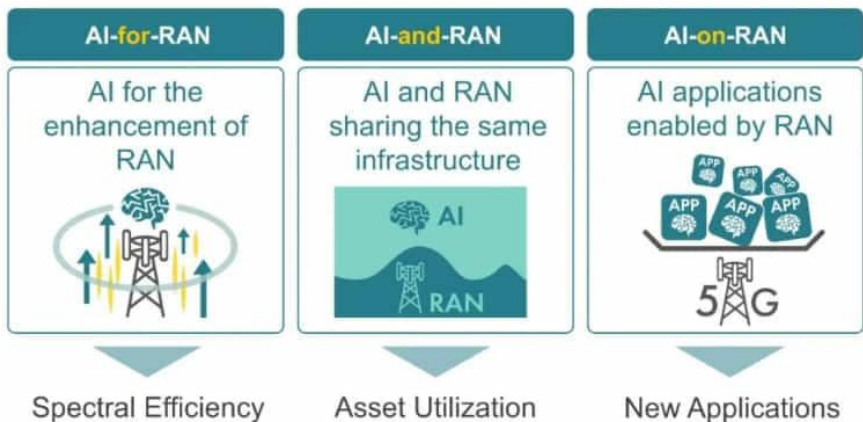 AI-for-RAN
AI for the
enhancement of
RAN
Spectral Efficiency
AI-and-RAN
AI and RAN
sharing the same
infrastructure
AI
RAN
Asset Utilization
AI-on-RAN
AI applications
enabled by RAN
APP
APP
APP
APP
APP
APP
5G
New Applications